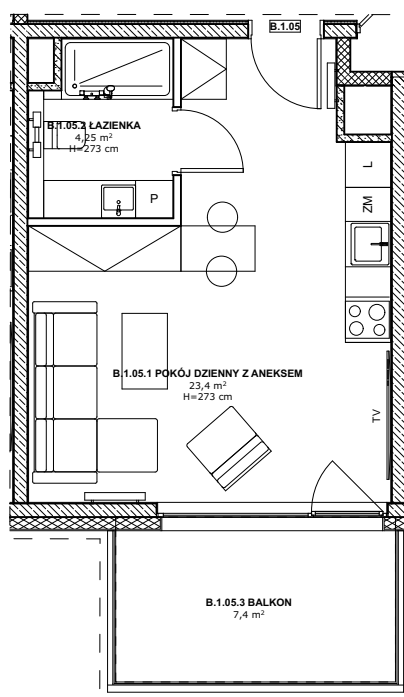 B.1.05
B.1.05.2 ŁAZIENKA
4,25 m²
H=273 cm
L
P
ZM
B.1.05.1 POKÓJ DZIENNY Z ANEKSEM
23,4 m²
H=273 cm
TV
B.1.05.3 BALKON
7,4 m²